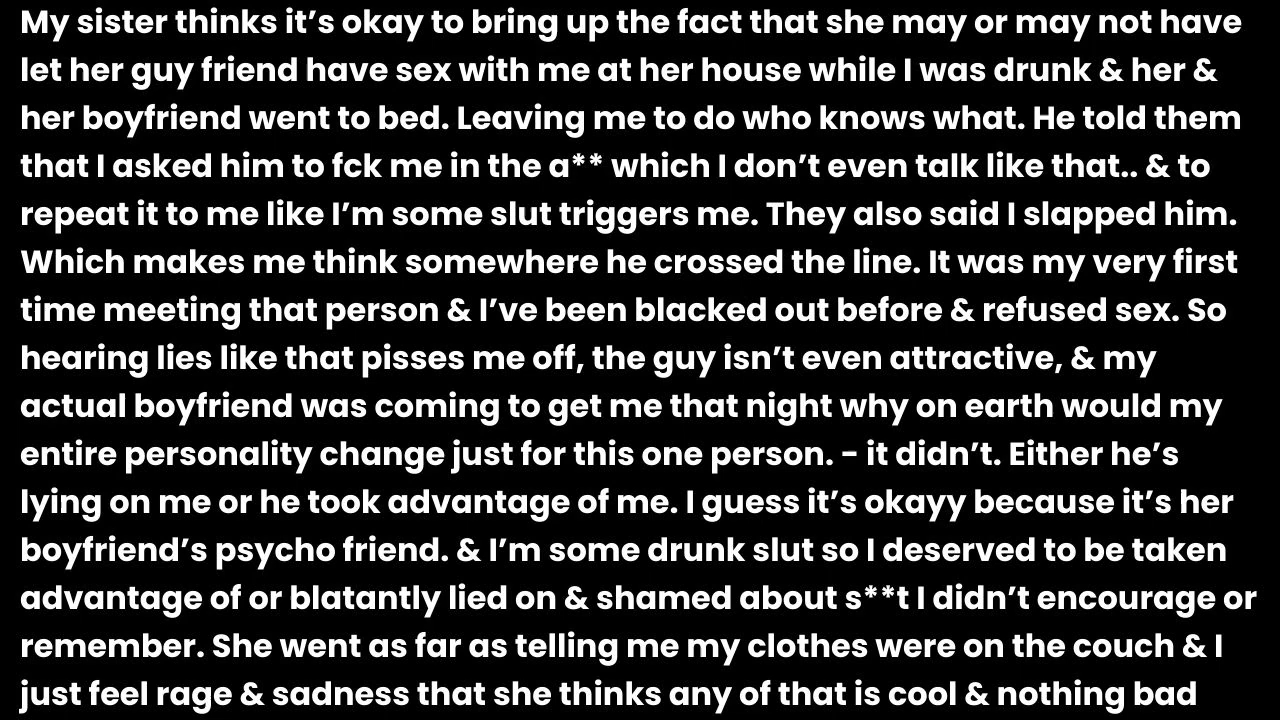 My sister thinks it’s okay to bring up the fact that she may or may not have
let her guy friend have sex with me at her house while I was drunk & her &
her boyfriend went to bed. Leaving me to do who knows what. He told them
that I asked him to fck me in the a** which I don’t even talk like that.. & to
repeat it to me like I’m some slut triggers me. They also said I slapped him.
Which makes me think somewhere he crossed the line. It was my very first
time meeting that person & I’ve been blacked out before & refused sex. So
hearing lies like that pisses me off, the guy isn’t even attractive, & my
actual boyfriend was coming to get me that night why on earth would my
entire personality change just for this one person. - it didn’t. Either he’s
lying on me or he took advantage of me. I guess it’s okayy because it’s her
boyfriend’s psycho friend. & I’m some drunk slut so I deserved to be taken
advantage of or blatantly lied on & shamed about s**t I didn’t encourage or
remember. She went as far as telling me my clothes were on the couch & I
just feel rage & sadness that she thinks any of that is cool & nothing bad